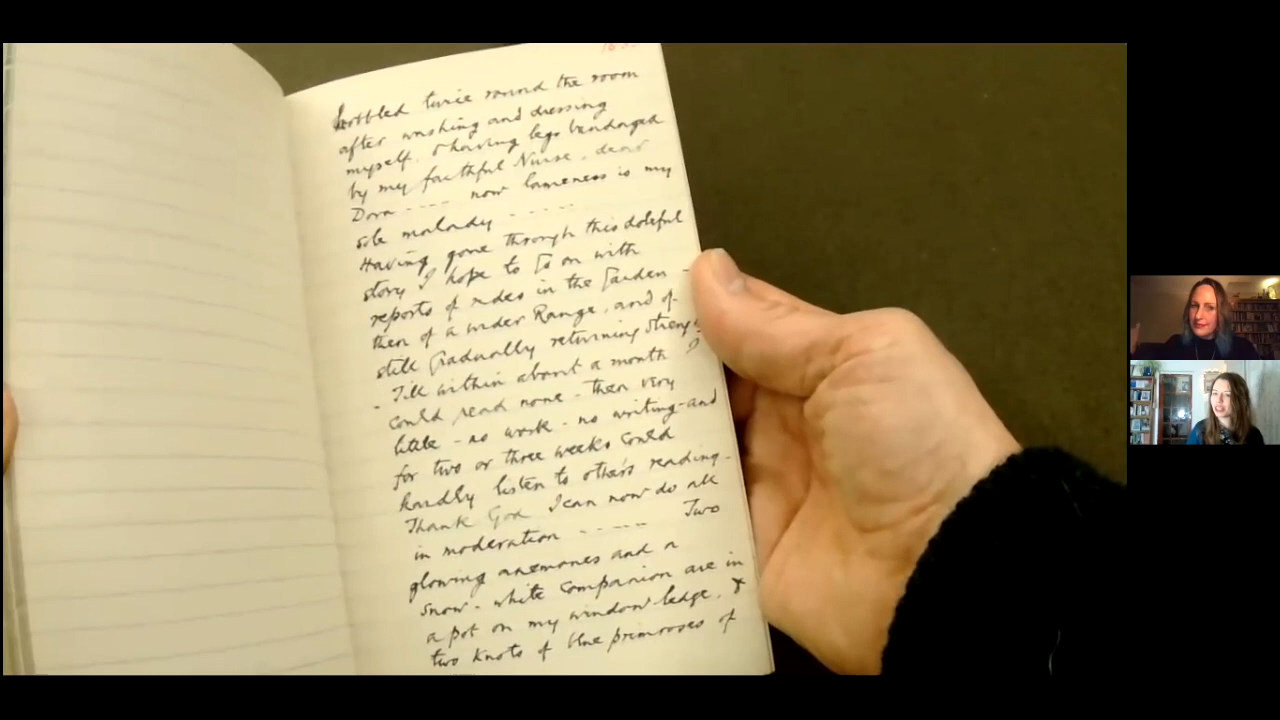 hobbled twice round the room
after washing and dressing
myself, & having legs bandaged
by my faithful Nurse, dear
Dora ---- now lameness is my
sole malady -----
Having gone through this doleful
story I hope to go on with
reports of rides in the Garden -
then of a wider Range, and of
still gradually returning strength
- Till within about a month I
could read none - then very
little - no work - no writing - and
for two or three weeks could
hardly listen to others reading -
Thank God I can now do all
in moderation ----- Two
glowing anemones and a
snow-white companion are in
a pot on my window-ledge, &
two knots of blue primroses of